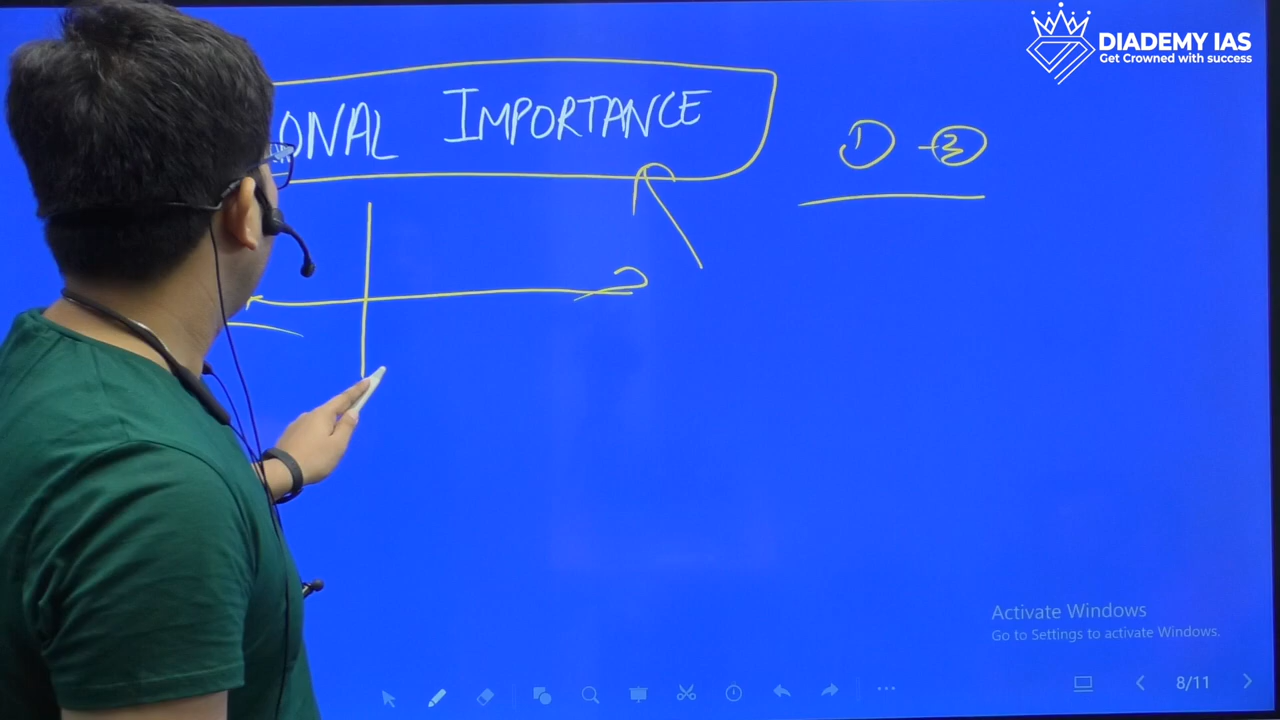 DIADEMY IAS
Get Crowned with success
ONAL IMPORTANCE
1 - 3
Activate Windows
Go to Settings to activate Windows.
8/11